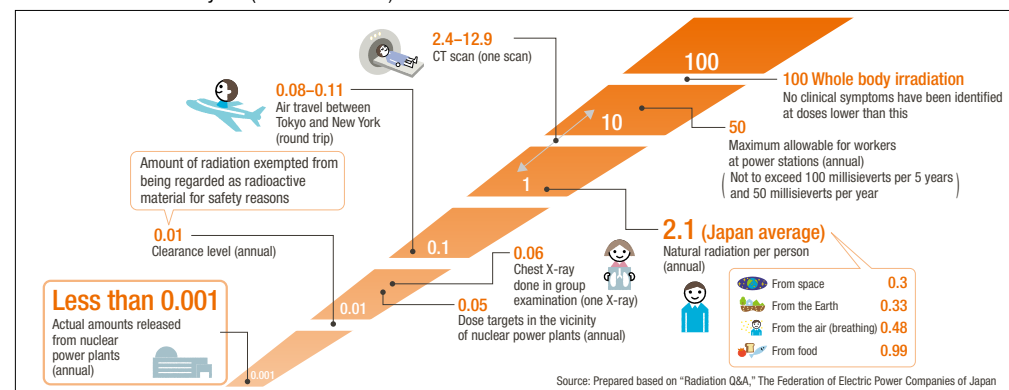 2.4–12.9
CT scan (one scan)
100
100 Whole body irradiation
No clinical symptoms have been identified
at doses lower than this
0.08–0.11
Air travel between
Tokyo and New York
(round trip)
10
50
Maximum allowable for workers
at power stations (annual)
(Not to exceed 100 millisieverts per 5 years
and 50 millisieverts per year)
Amount of radiation exempted from
being regarded as radioactive
material for safety reasons
1
0.01
Clearance level (annual)
0.1
2.1 (Japan average)
Natural radiation per person
(annual)
From space 0.3
From the Earth 0.33
From the air (breathing) 0.48
From food 0.99
0.06
Chest X-ray
done in group
examination (one X-ray)
0.01
0.05
Dose targets in the vicinity
of nuclear power plants (annual)
Less than 0.001
Actual amounts released
from nuclear
power plants
(annual)
0.001
Source: Prepared based on “Radiation Q&A,” The Federation of Electric Power Companies of Japan